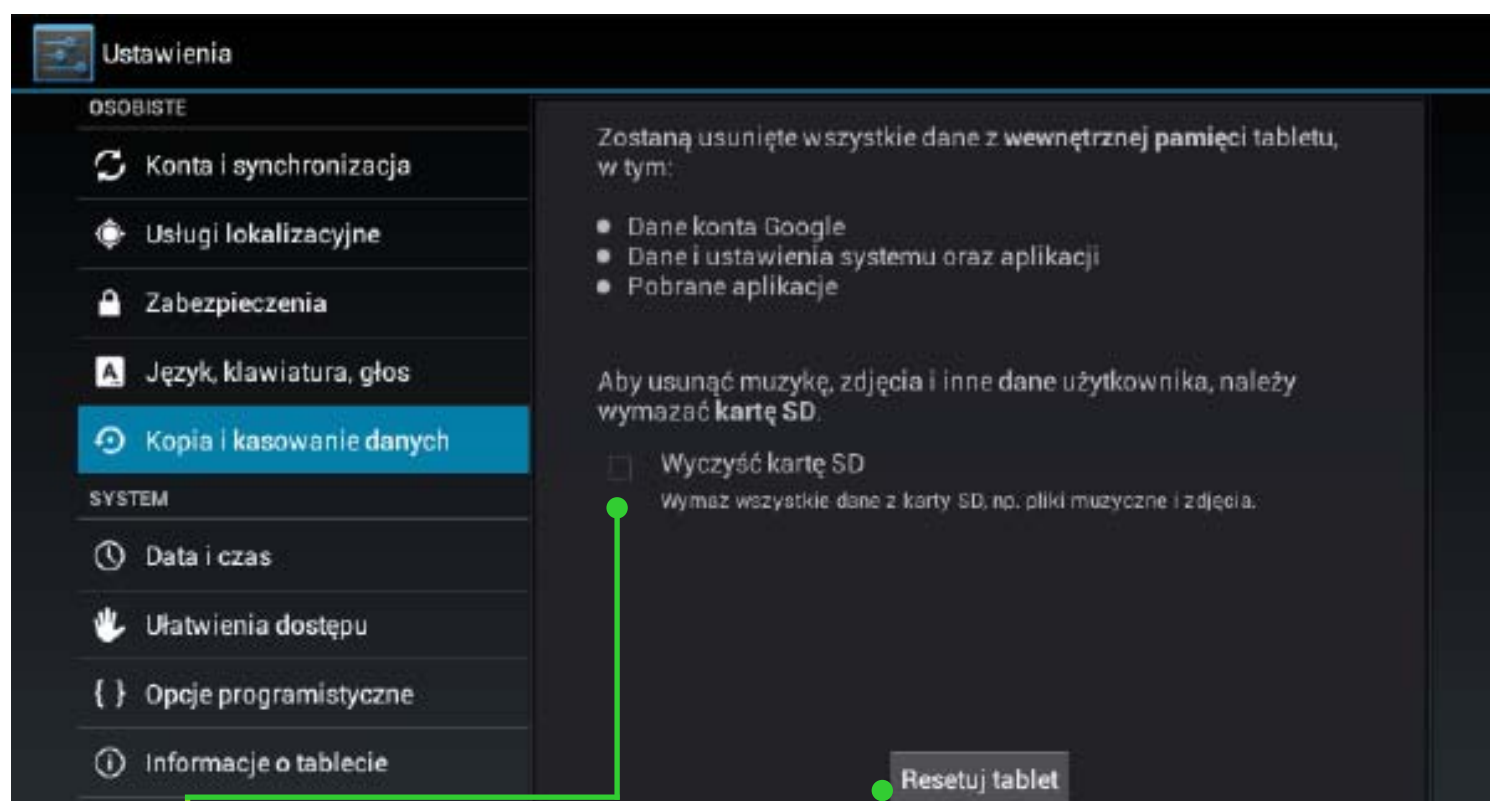 Ustawienia
OSOBISTE
Konta i synchronizacja
Usługi lokalizacyjne
Zabezpieczenia
Język, klawiatura, głos
Kopia i kasowanie danych
SYSTEM
Data i czas
Ułatwienia dostępu
{ } Opcje programistyczne
Informacje o tablecie
Zostaną usunięte wszystkie dane z wewnętrznej pamięci tabletu,
w tym:
● Dane konta Google
● Dane i ustawienia systemu oraz aplikacji
● Pobrane aplikacje
Aby usunąć muzykę, zdjęcia i inne dane użytkownika, należy
wymazać kartę SD.
Wyczyść kartę SD
Wymaż wszystkie dane z karty SD, np. pliki muzyczne i zdjęcia.
Resetuj tablet